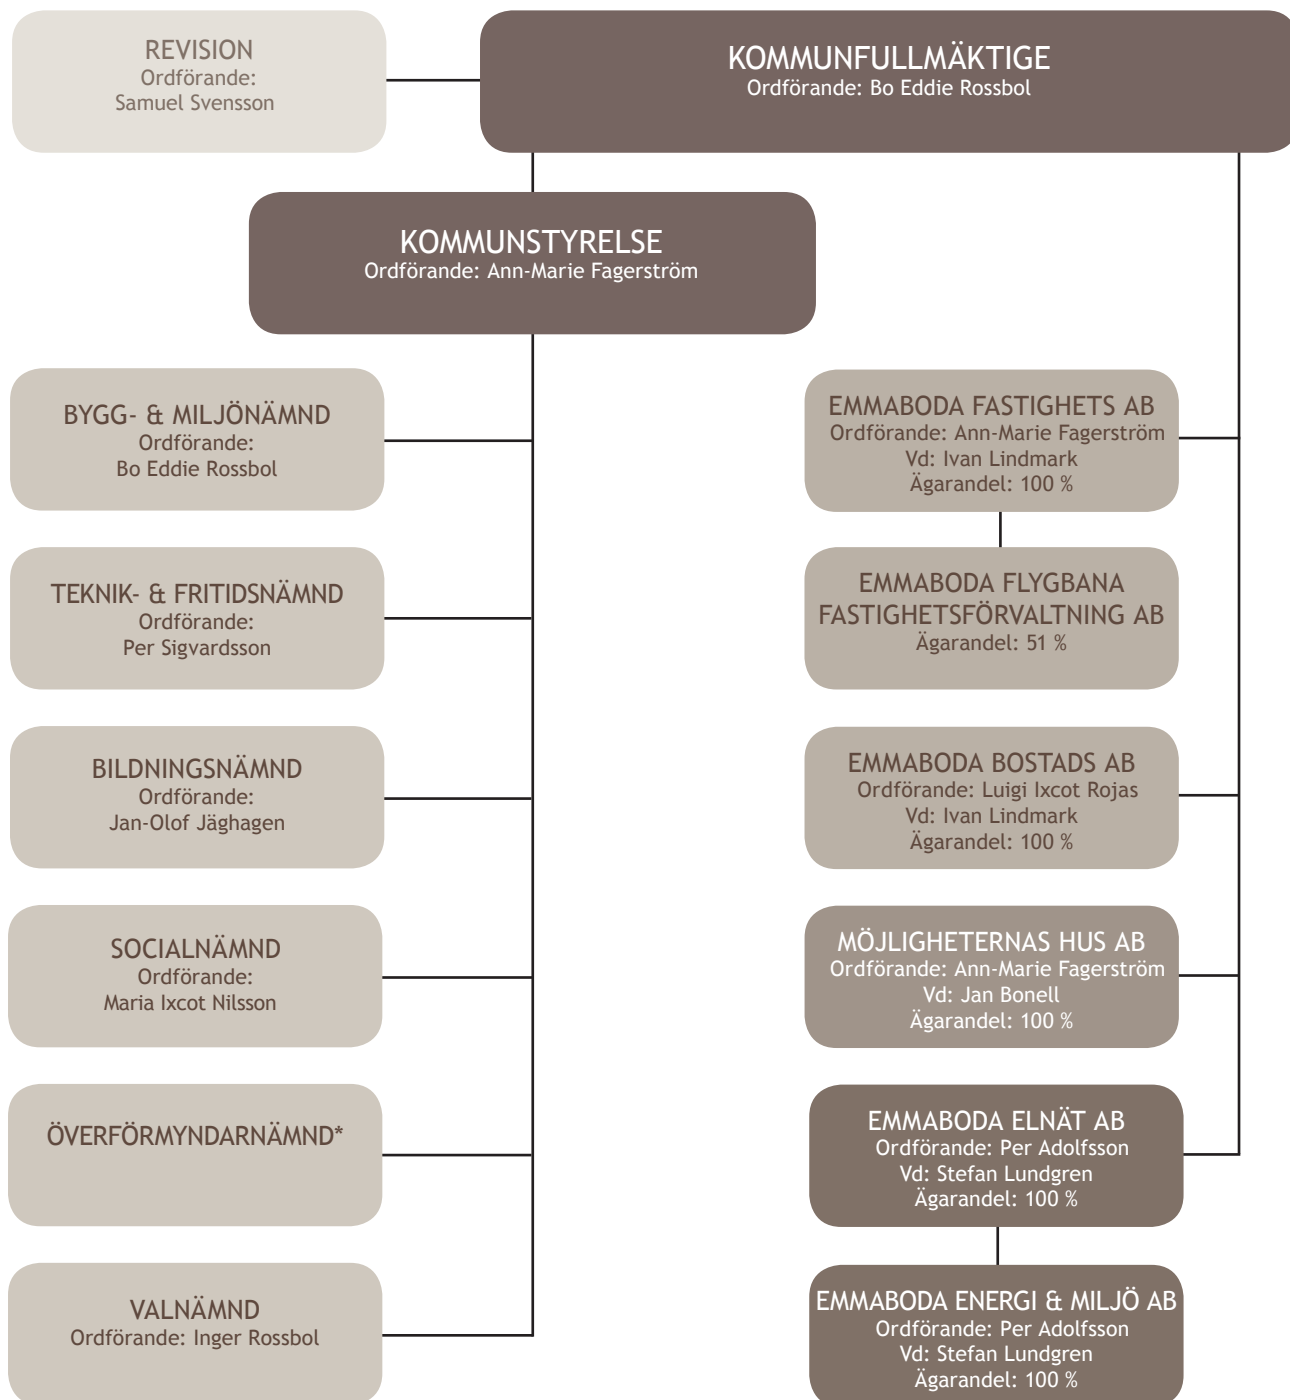 REVISION
Ordförande:
Samuel Svensson
KOMMUNFULLMÄKTIGE
Ordförande: Bo Eddie Rossbol
KOMMUNSTYRELSE
Ordförande: Ann-Marie Fagerström
BYGG- & MILJÖNÄMND
Ordförande:
Bo Eddie Rossbol
TEKNIK- & FRITIDSNÄMND
Ordförande:
Per Sigvardsson
BILDNINGSNÄMND
Ordförande:
Jan-Olof Jäghagen
SOCIALNÄMND
Ordförande:
Maria Ixcot Nilsson
ÖVERFÖRMYNDARNÄMND*
VALNÄMND
Ordförande: Inger Rossbol
EMMABODA FASTIGHETS AB
Ordförande: Ann-Marie Fagerström
Vd: Ivan Lindmark
Ägarandel: 100 %
EMMABODA FLYGBANA
FASTIGHETSFÖRVALTNING AB
Ägarandel: 51 %
EMMABODA BOSTADS AB
Ordförande: Luigi Ixcot Rojas
Vd: Ivan Lindmark
Ägarandel: 100 %
MÖJLIGHETERNAS HUS AB
Ordförande: Ann-Marie Fagerström
Vd: Jan Bonell
Ägarandel: 100 %
EMMABODA ELNÄT AB
Ordförande: Per Adolfsson
Vd: Stefan Lundgren
Ägarandel: 100 %
EMMABODA ENERGI & MILJÖ AB
Ordförande: Per Adolfsson
Vd: Stefan Lundgren
Ägarandel: 100 %